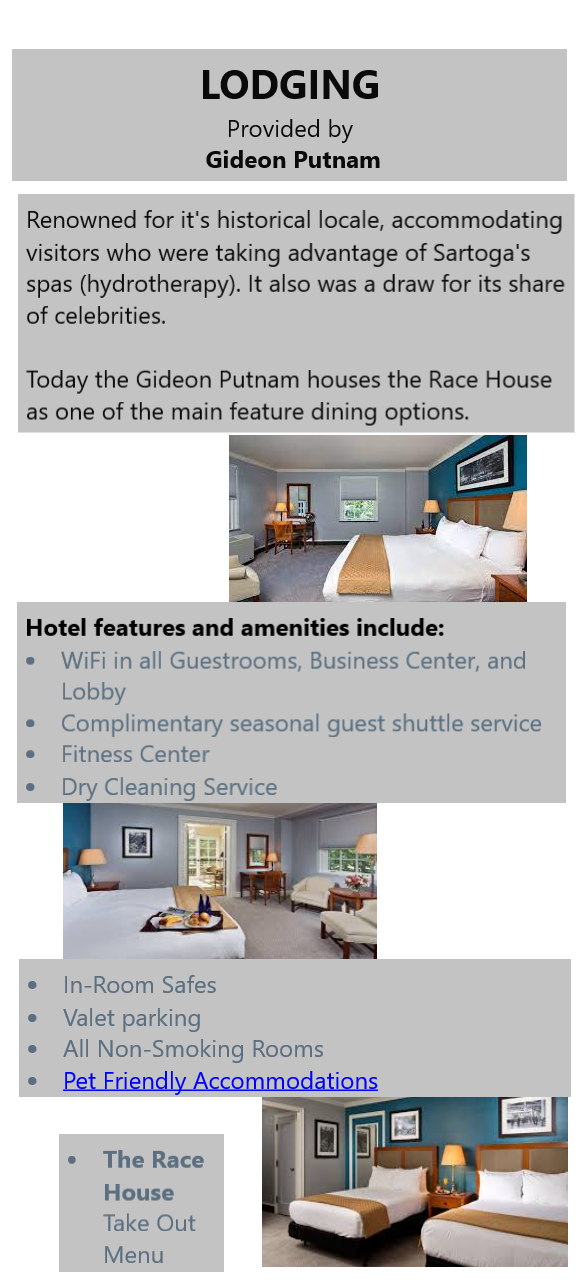 LODGING
Provided by
Gideon Putnam
Renowned for it's historical locale, accommodating
visitors who were taking advantage of Sartoga's
spas (hydrotherapy). It also was a draw for its share
of celebrities.
Today the Gideon Putnam houses the Race House
as one of the main feature dining options.
Hotel features and amenities include:
• WiFi in all Guestrooms, Business Center, and
Lobby
• Complimentary seasonal guest shuttle service
• Fitness Center
• Dry Cleaning Service
• In-Room Safes
• Valet parking
• All Non-Smoking Rooms
• Pet Friendly Accommodations
• The Race
House
Take Out
Menu